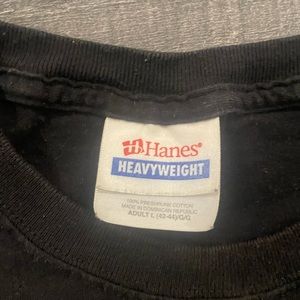 Hanes®
HEAVYWEIGHT
100% PRESHRUNK COTTON
MADE IN DOMINICAN REPUBLIC
ADULT L (42-44)/G/G